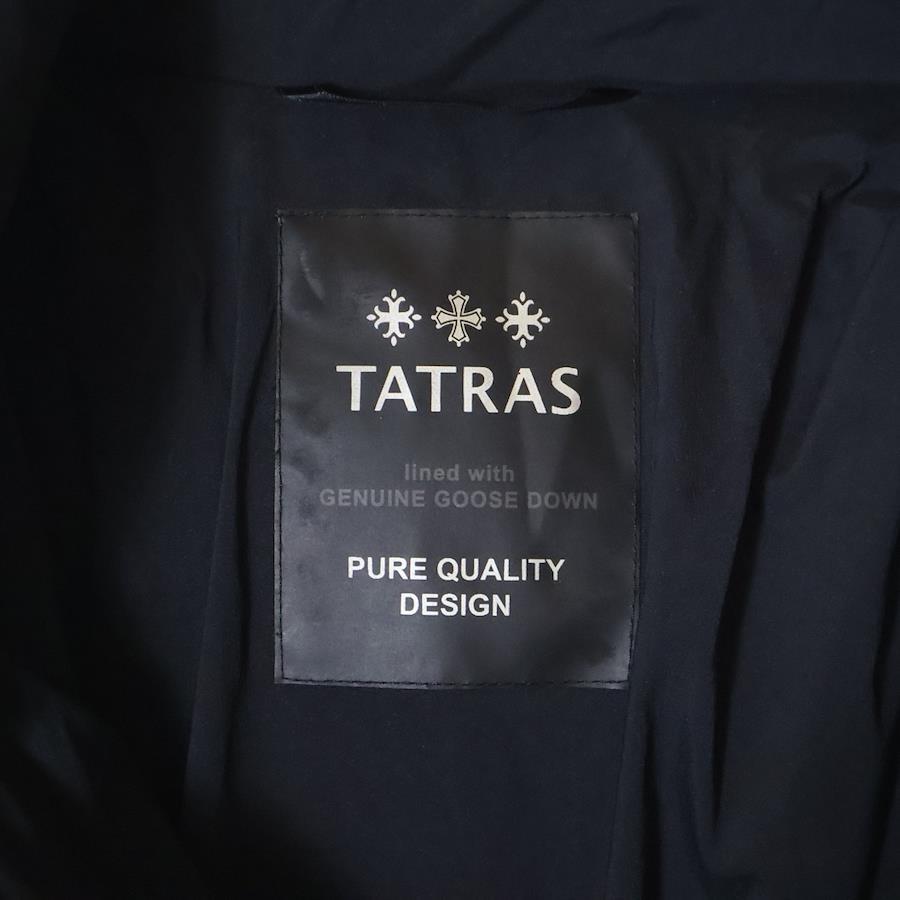 TATRAS
lined with
GENUINE GOOSE DOWN
PURE QUALITY
DESIGN